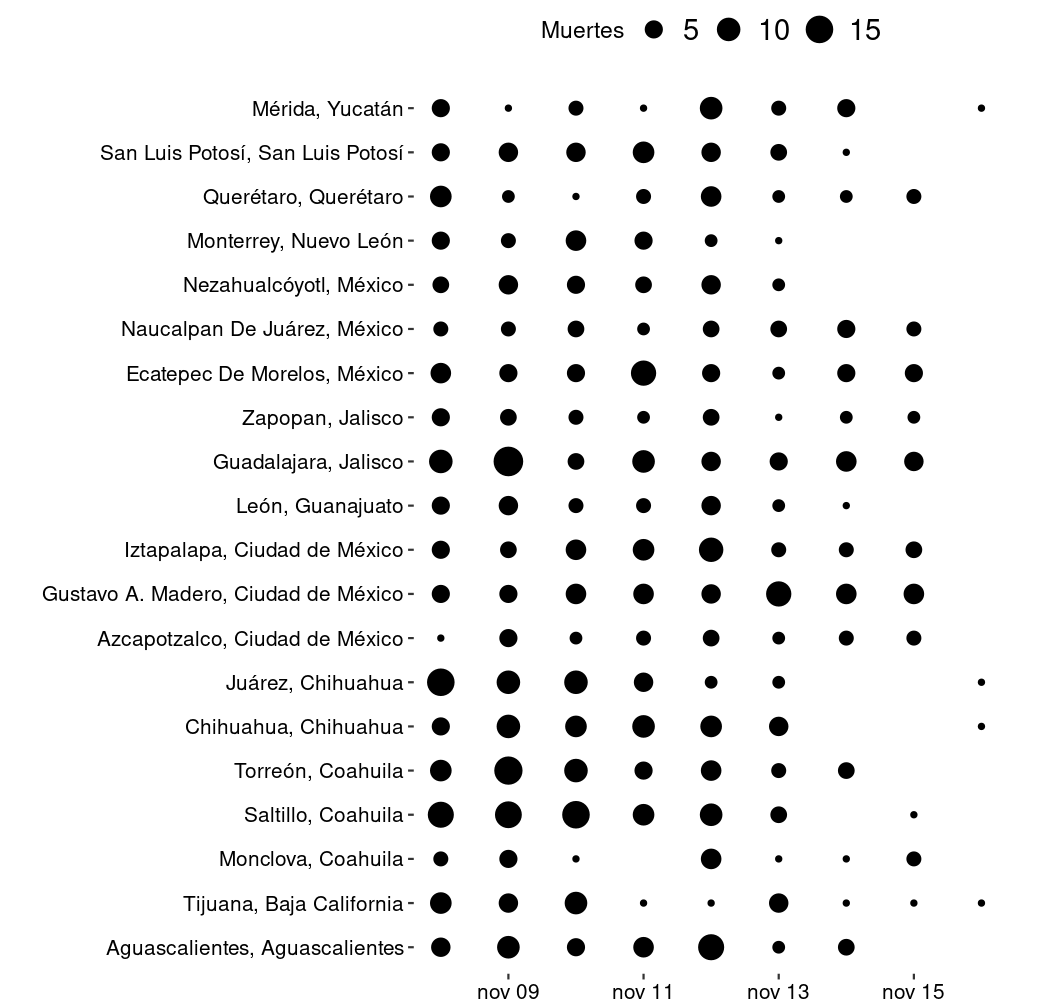 Muertes 5 10 15
Mérida, Yucatán
San Luis Potosí, San Luis Potosí
Querétaro, Querétaro
Monterrey, Nuevo León
Nezahualcóyotl, México
Naucalpan De Juárez, México
Ecatepec De Morelos, México
Zapopan, Jalisco
Guadalajara, Jalisco
León, Guanajuato
Iztapalapa, Ciudad de México
Gustavo A. Madero, Ciudad de México
Azcapotzalco, Ciudad de México
Juárez, Chihuahua
Chihuahua, Chihuahua
Torreón, Coahuila
Saltillo, Coahuila
Monclova, Coahuila
Tijuana, Baja California
Aguascalientes, Aguascalientes
nov 09 nov 11 nov 13 nov 15